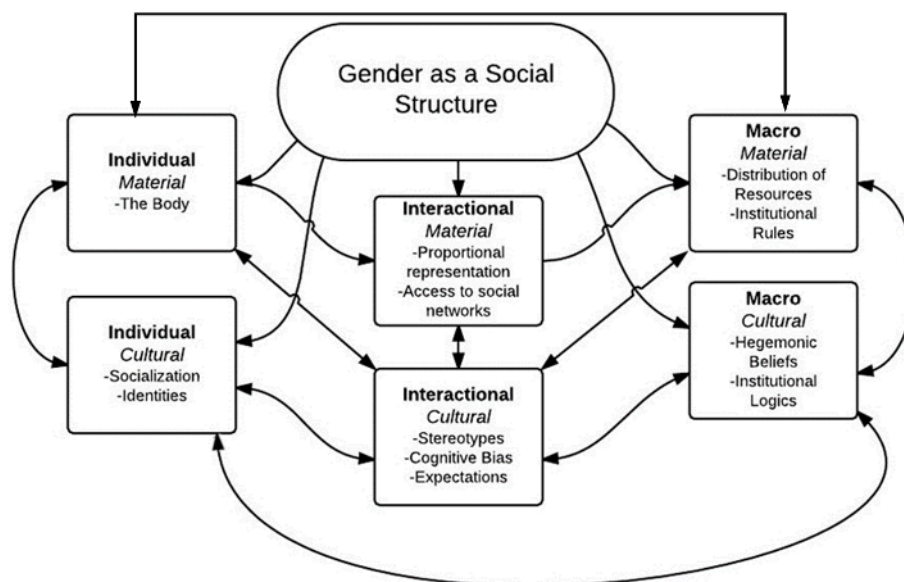 Gender as a Social
Structure
Individual
Material
-The Body
Interactional
Material
-Proportional
representation
-Access to social
networks
Macro
Material
-Distribution of
Resources
-Institutional
Rules
Individual
Cultural
-Socialization
-Identities
Interactional
Cultural
-Stereotypes
-Cognitive Bias
-Expectations
Macro
Cultural
-Hegemonic
Beliefs
-Institutional
Logics